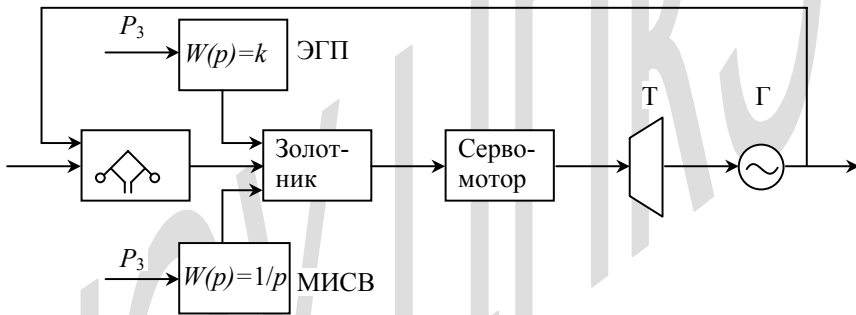 P3
W(p)=k
ЭГП
Т
Г
Золот-
ник
Серво-
мотор
P3
W(p)=1/p
МИСВ